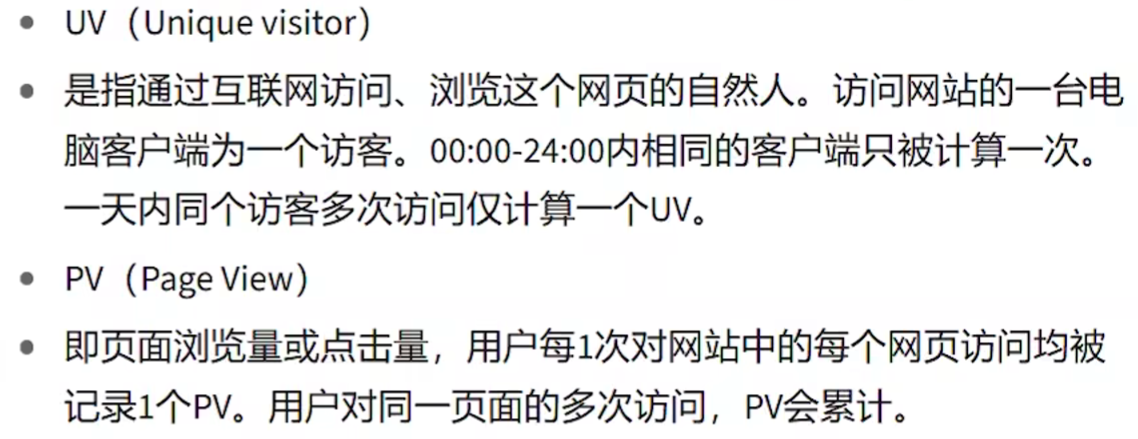 UV（Unique visitor）
是指通过互联网访问、浏览这个网页的自然人。访问网站的一台电
脑客户端为一个访客。00:00-24:00内相同的客户端只被计算一次。
一天内同个访客多次访问仅计算一个UV。
PV（Page View）
即页面浏览量或点击量，用户每1次对网站中的每个网页访问均被
记录1个PV。用户对同一页面的多次访问，PV会累计。